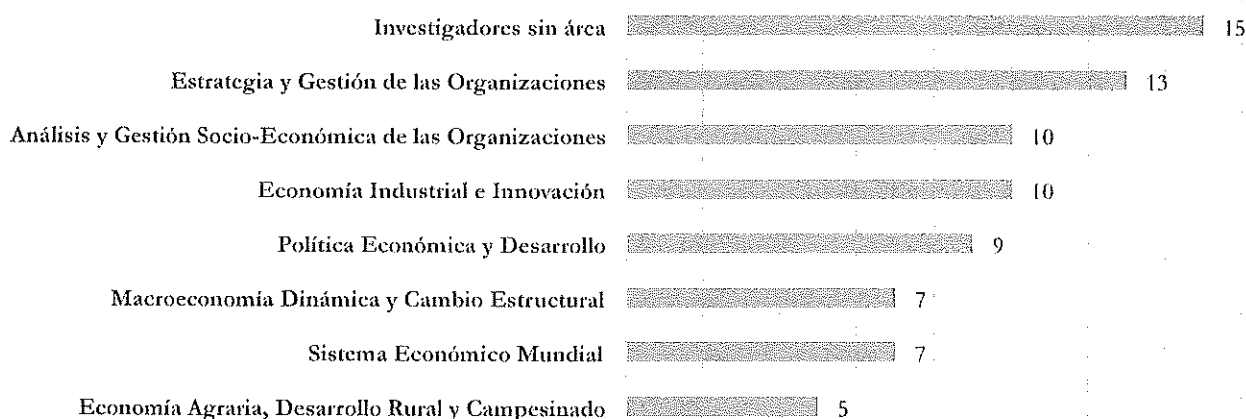 Investigadores sin área 15
Estrategia y Gestión de las Organizaciones 13
Análisis y Gestión Socio-Económica de las Organizaciones 10
Economía Industrial e Innovación 10
Política Económica y Desarrollo 9
Macroeconomía Dinámica y Cambio Estructural 7
Sistema Económico Mundial 7
Economía Agraria, Desarrollo Rural y Campesinado 5